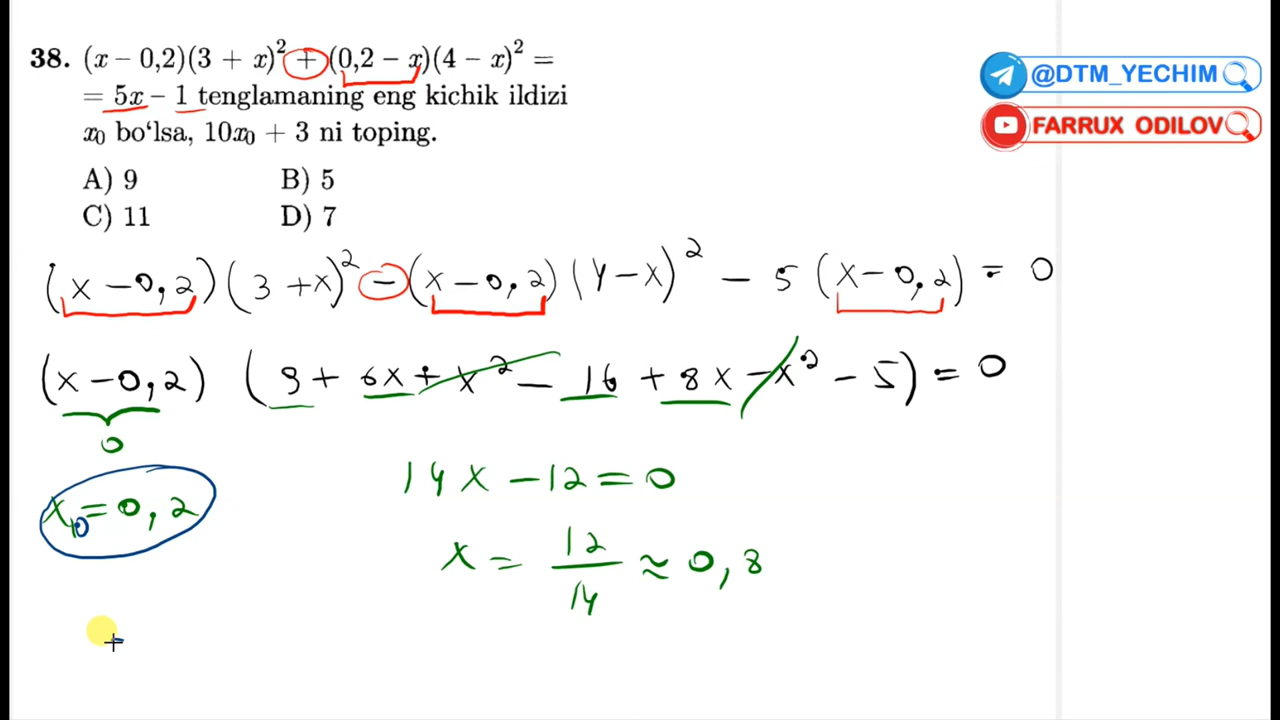 38. (x − 0,2)(3 + x)² + (0,2 − x)(4 − x)² =
= 5x − 1 tenglamaning eng kichik ildizi
x₀ bo‘lsa, 10x₀ + 3 ni toping.
A) 9 B) 5
C) 11 D) 7
@DTM_YECHIM
FARRUX ODILOV
(x − 0,2)(3 + x)² − (x − 0,2)(4 − x)² − 5(x − 0,2) = 0
(x − 0,2) (9 + 6x + x² − 16 + 8x − x² − 5) = 0
0
14x − 12 = 0
x₀ = 0,2
x = 12/14 ≈ 0,8